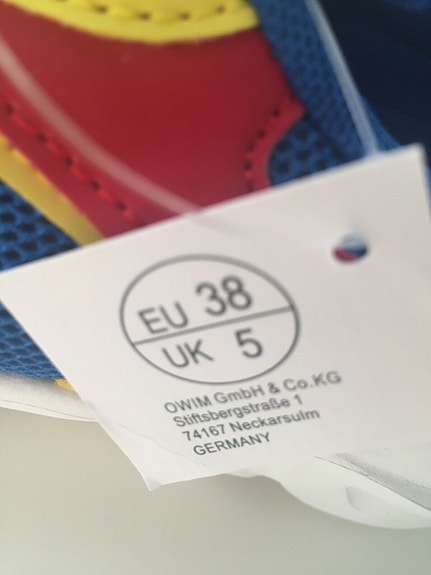 EU 38
UK 5
OWIM GmbH & Co.KG
Stiftsbergstraße 1
74167 Neckarsulm
GERMANY